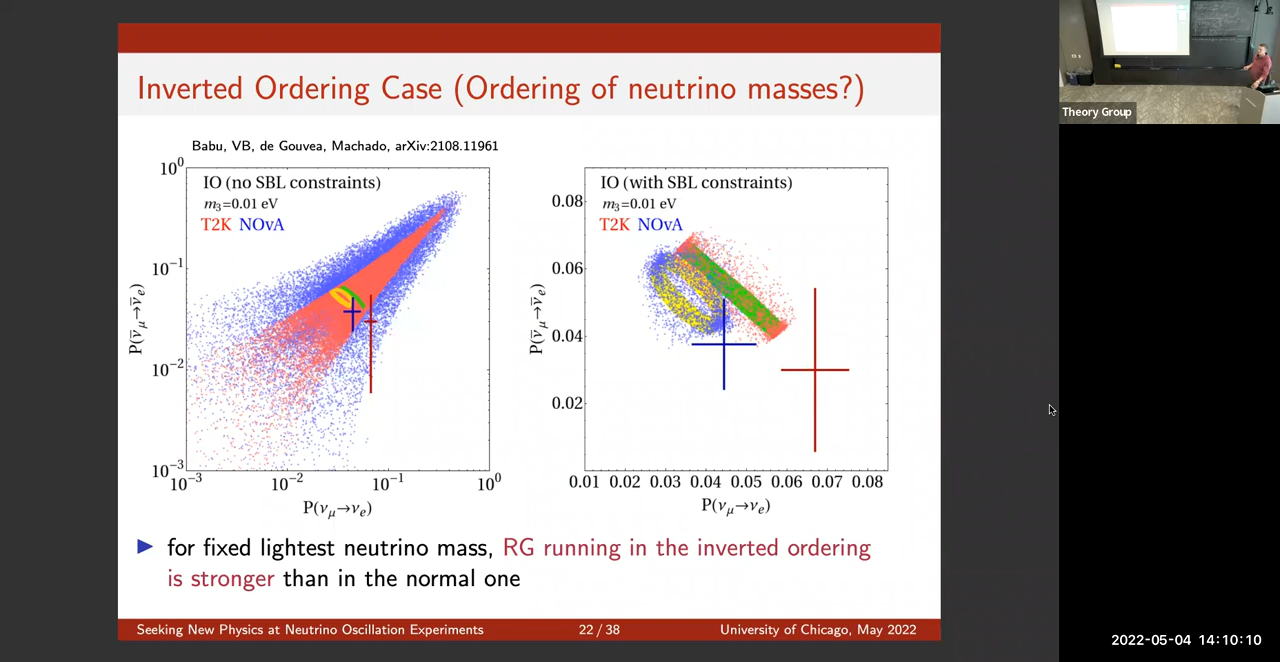 Inverted Ordering Case (Ordering of neutrino masses?)
Babu, VB, de Gouvea, Machado, arXiv:2108.11961
IO (no SBL constraints)
m₃=0.01 eV
T2K NOνA
10⁰
10⁻¹
10⁻²
10⁻³
P(ν̄μ→ν̄e)
10⁻³ 10⁻² 10⁻¹ 10⁰
P(νμ→νe)
IO (with SBL constraints)
m₃=0.01 eV
T2K NOνA
0.08
0.06
0.04
0.02
P(ν̄μ→ν̄e)
0.01 0.02 0.03 0.04 0.05 0.06 0.07 0.08
P(νμ→νe)
for fixed lightest neutrino mass, RG running in the inverted ordering
is stronger than in the normal one
Seeking New Physics at Neutrino Oscillation Experiments 22 / 38 University of Chicago, May 2022
Theory Group
2022-05-04 14:10:10